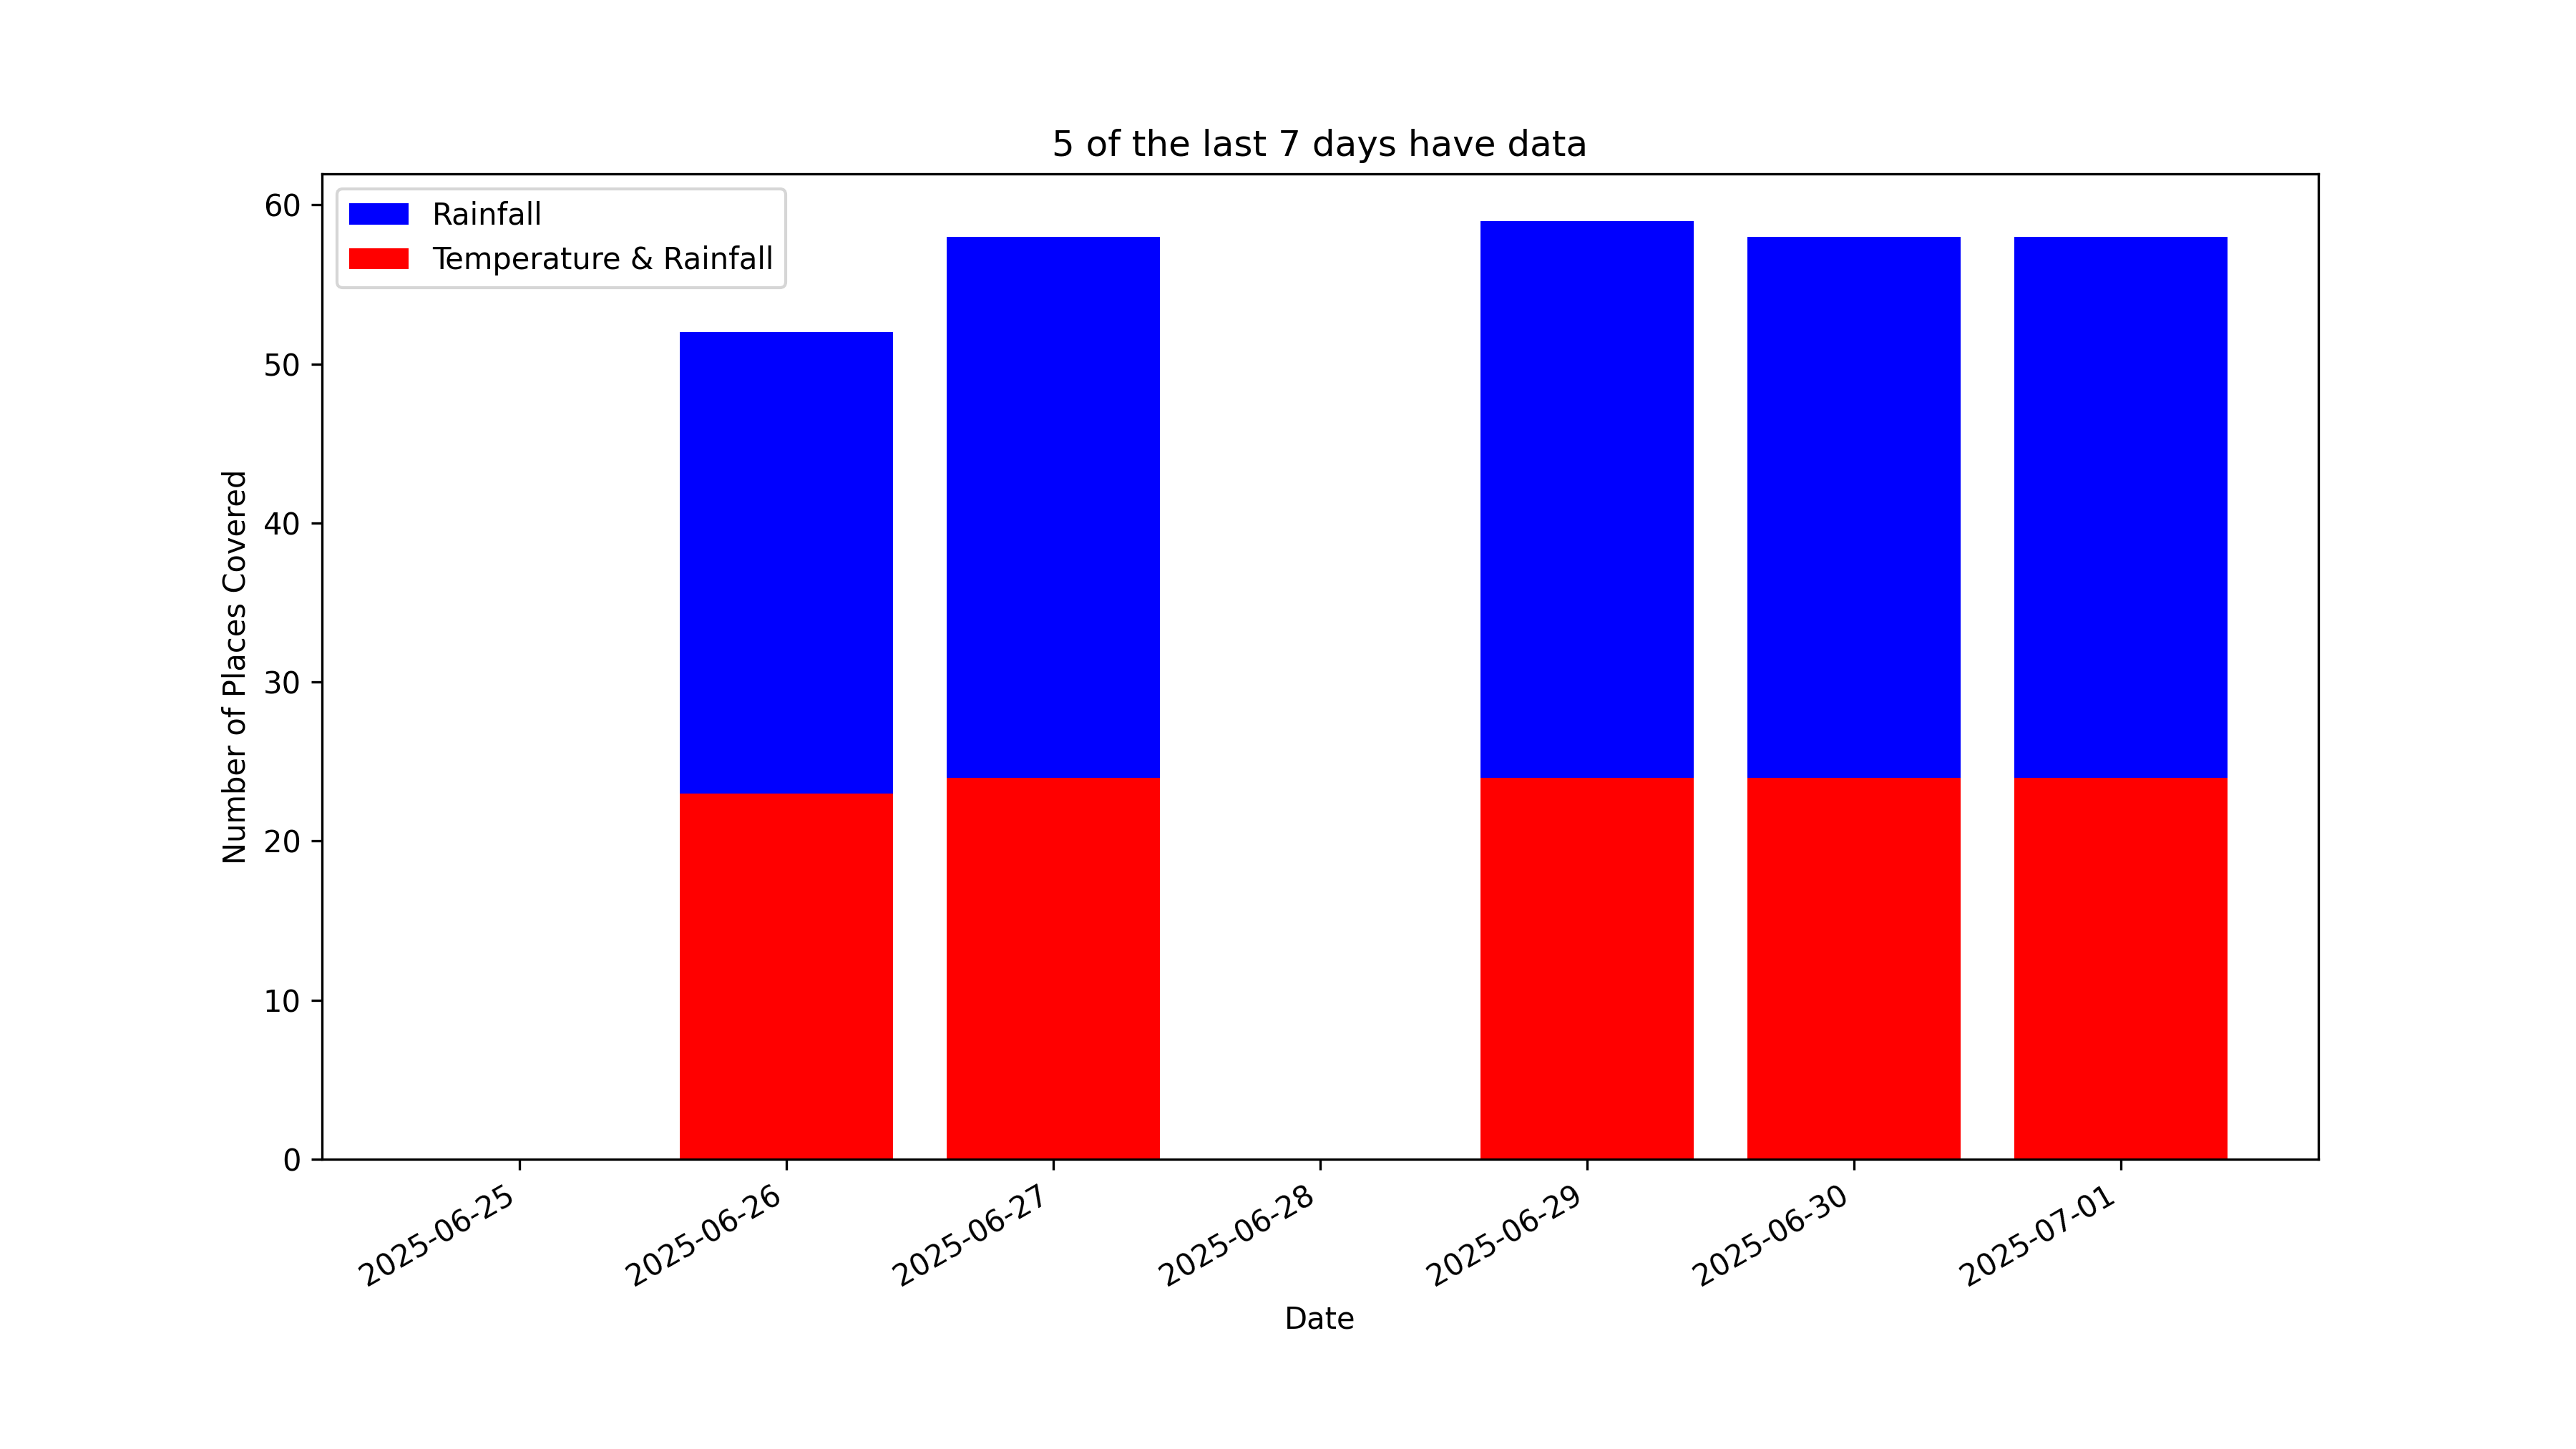 5 of the last 7 days have data
Rainfall
Temperature & Rainfall
60
50
40
30
20
10
0
Number of Places Covered
2025-06-25
2025-06-26
2025-06-27
2025-06-28
2025-06-29
2025-06-30
2025-07-01
Date